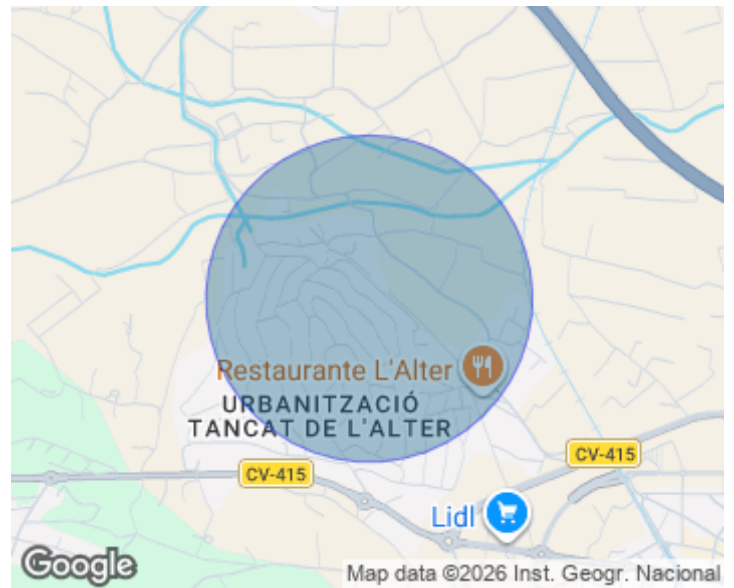 Restaurante L'Alter
URBANITZACIÓ
TANCAT DE L'ALTER
CV-415
CV-415
Lidl
Google
Map data ©2026 Inst. Geogr. Nacional